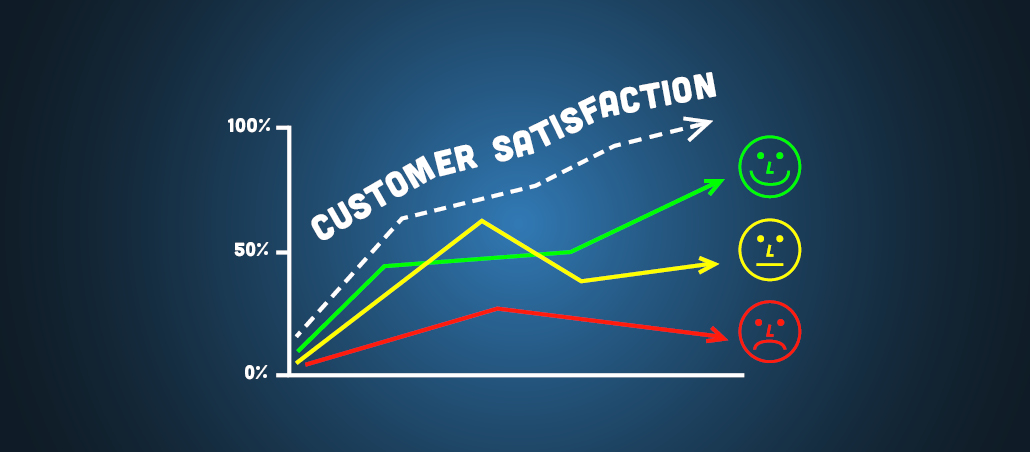 CUSTOMER SATISFACTION
100%
50%
0%